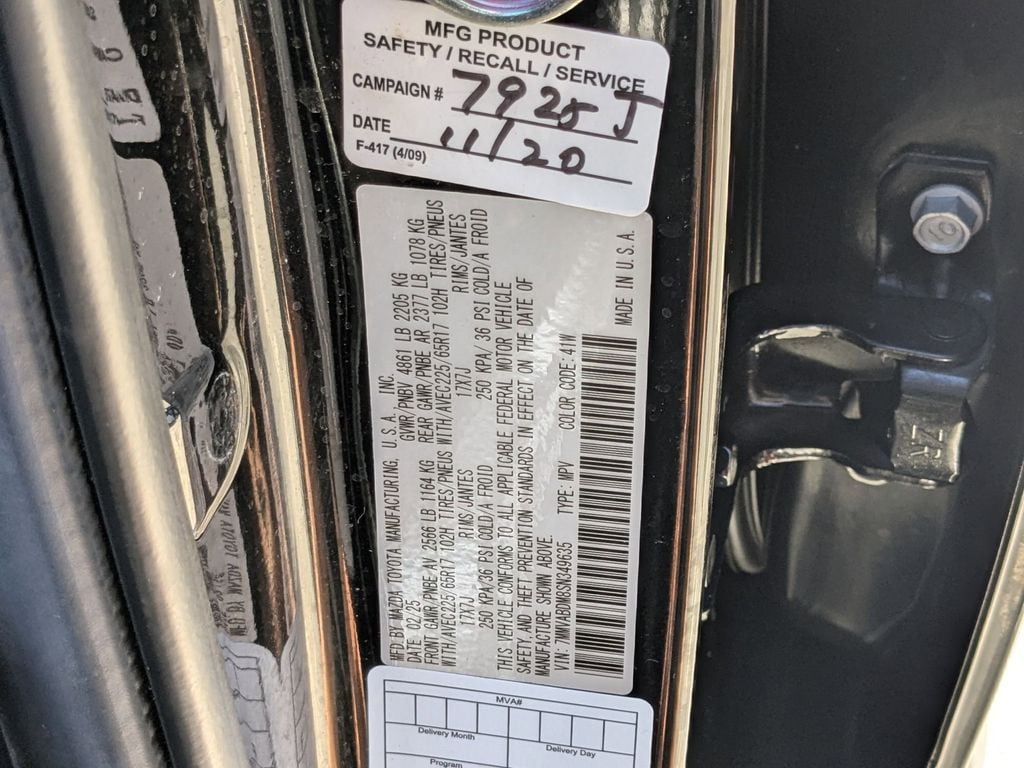 MFG PRODUCT
SAFETY / RECALL / SERVICE
CAMPAIGN # 7925 J
DATE 11/20
F-417 (4/09)
MFD.BY MAZDA TOYOTA MANUFACTURING, U.S.A., INC.
DATE: 02/25 GVWR/PNBV 4861 LB 2205 KG
FRONT GAWR/PNBE AV 2566 LB 1164 KG REAR GAWR/PNBE AR 2377 LB 1078 KG
WITH/AVEC225/65R17 102H TIRES/PNEUS WITH/AVEC225/65R17 102H TIRES/PNEUS
17X7J RIMS/JANTES 17X7J RIMS/JANTES
250 KPA/ 36 PSI COLD/A FROID 250 KPA/ 36 PSI COLD/A FROID
THIS VEHICLE CONFORMS TO ALL APPLICABLE FEDERAL MOTOR VEHICLE
SAFETY, AND THEFT PREVENTION STANDARDS IN EFFECT ON THE DATE OF
MANUFACTURE SHOWN ABOVE.
VIN: 7MMVABDM8SN349635 TYPE: MPV COLOR CODE: 41W
MADE IN U.S.A.
MVA#
Delivery Month Delivery Day
Program
ZR